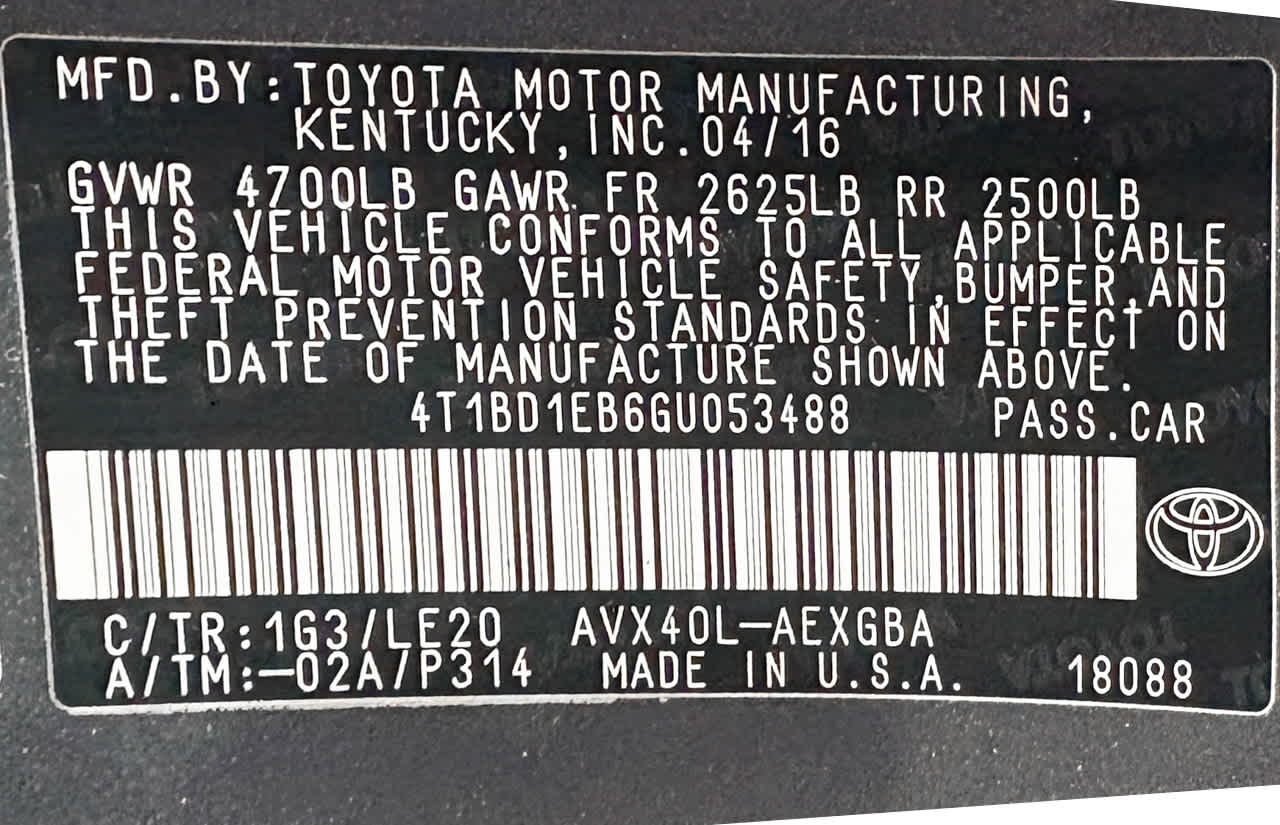 MFD.BY:TOYOTA MOTOR MANUFACTURING,
KENTUCKY,INC.04/16
GVWR 4700LB GAWR FR 2625LB RR 2500LB
THIS VEHICLE CONFORMS TO ALL APPLICABLE
FEDERAL MOTOR VEHICLE SAFETY,BUMPER,AND
THEFT PREVENTION STANDARDS IN EFFECT ON
THE DATE OF MANUFACTURE SHOWN ABOVE.
4T1BD1EB6GU053488 PASS.CAR
C/TR:1G3/LE20 AVX40L-AEXGBA
A/TM:-02A/P314 MADE IN U.S.A. 18088